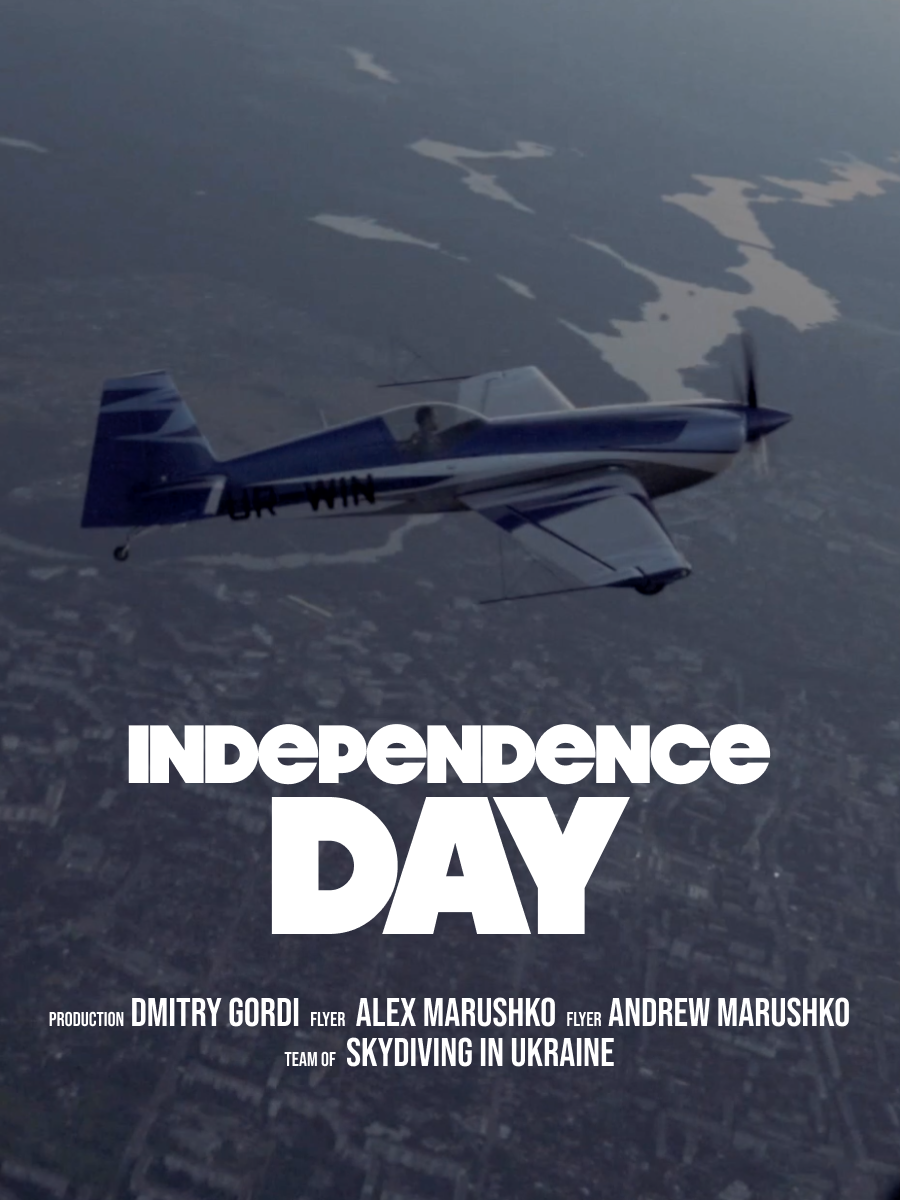 UR-WIN
INDEPENDENCE
DAY
PRODUCTION DMITRY GORDI FLYER ALEX MARUSHKO FLYER ANDREW MARUSHKO
TEAM OF SKYDIVING IN UKRAINE